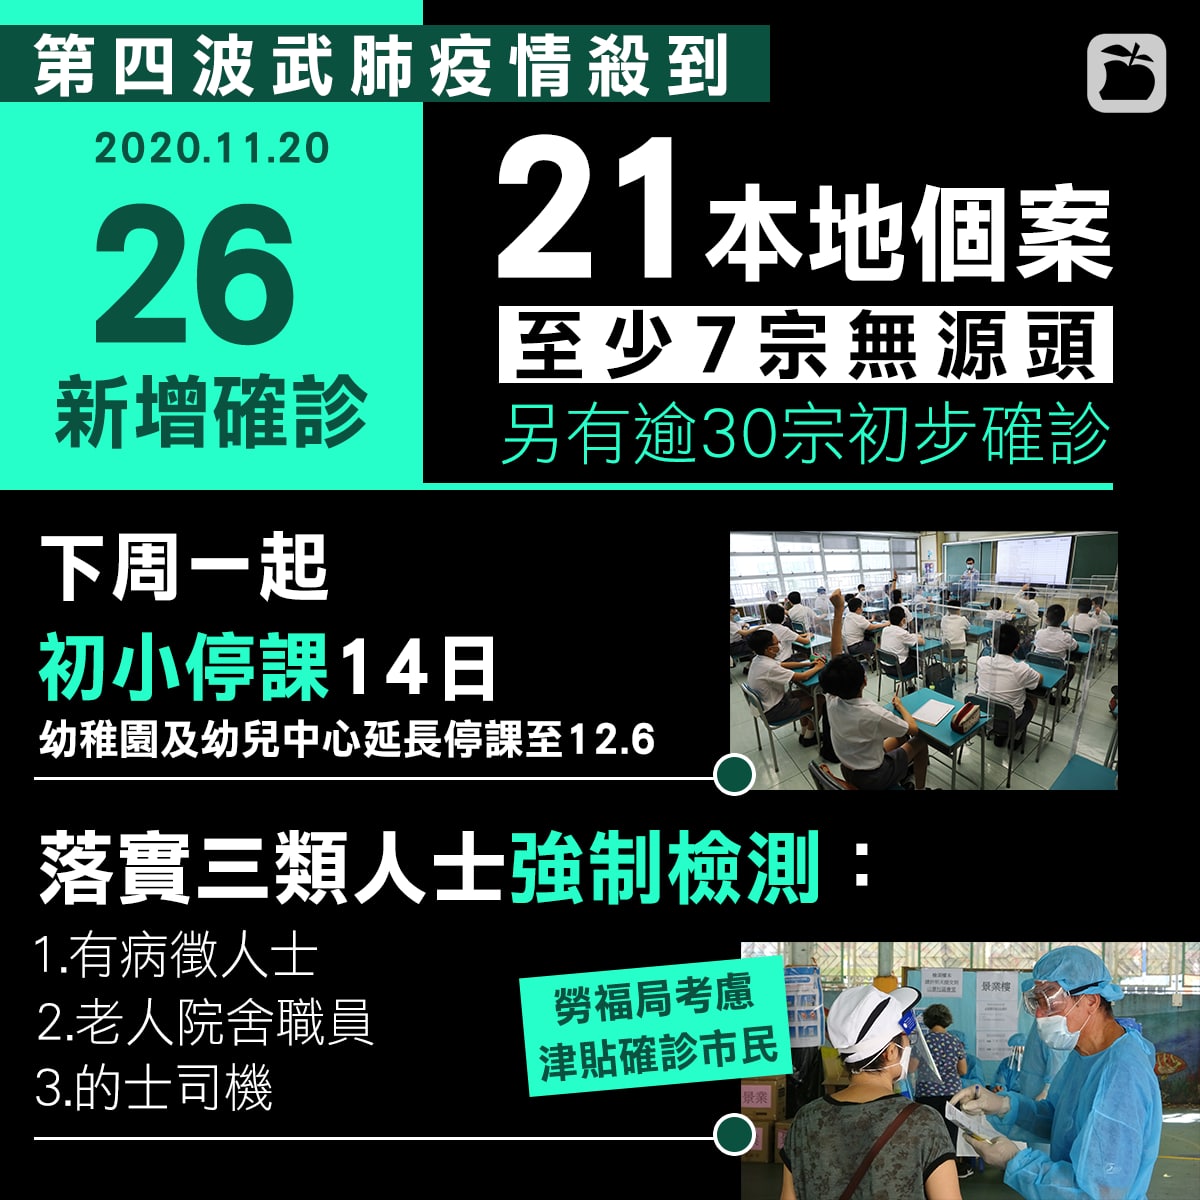 第四波武肺疫情殺到
2020.11.20
26
新增確診
21本地個案
至少7宗無源頭
另有逾30宗初步確診
下周一起
初小停課14日
幼稚園及幼兒中心延長停課至12.6
落實三類人士強制檢測：
1.有病徵人士
2.老人院舍職員
3.的士司機
勞福局考慮
津貼確診市民
景業樓
景業